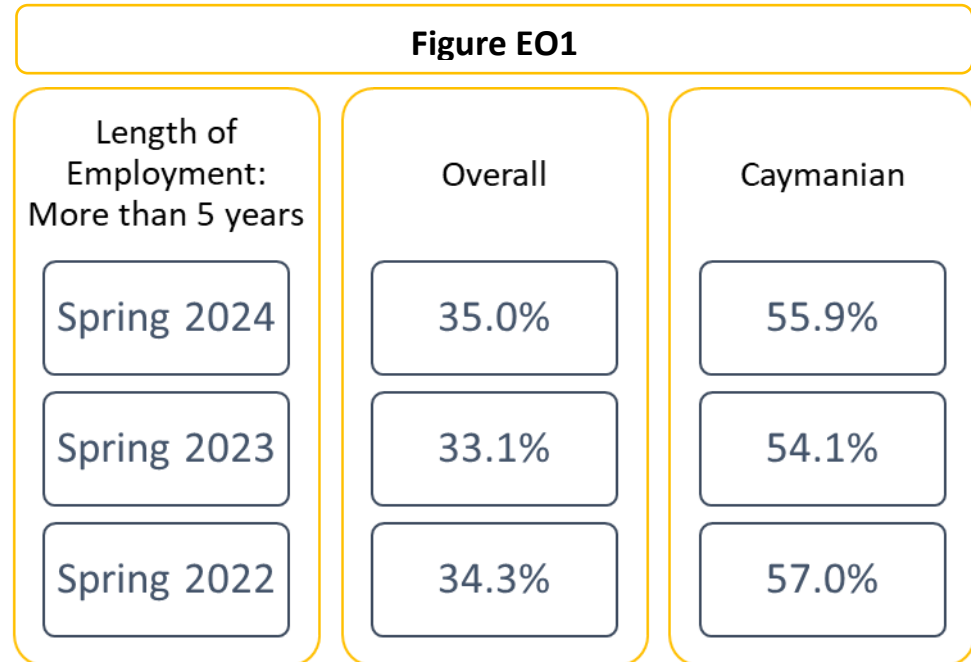 Figure EO1
Length of
Employment:
More than 5 years
Overall
Caymanian
Spring 2024
35.0%
55.9%
Spring 2023
33.1%
54.1%
Spring 2022
34.3%
57.0%